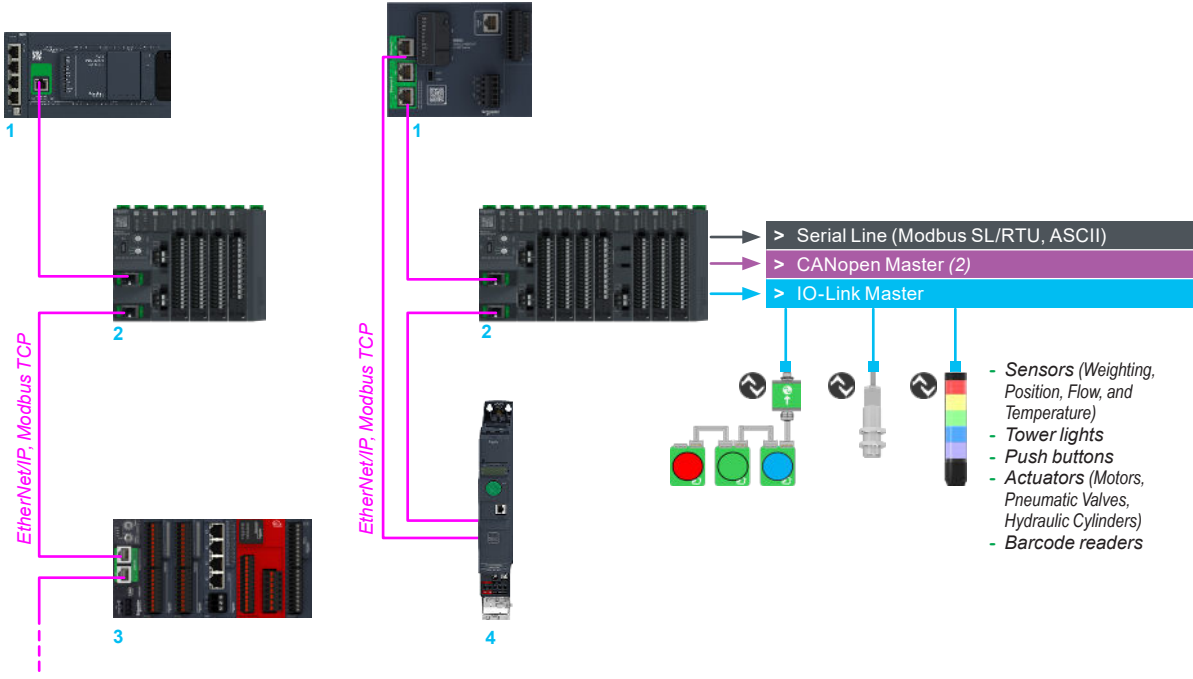 1
1
2
2
EtherNet/IP, Modbus TCP
EtherNet/IP, Modbus TCP
> Serial Line (Modbus SL/RTU, ASCII)
> CANopen Master (2)
> IO-Link Master
- Sensors (Weighting,
Position, Flow, and
Temperature)
- Tower lights
- Push buttons
- Actuators (Motors,
Pneumatic Valves,
Hydraulic Cylinders)
- Barcode readers
3
4